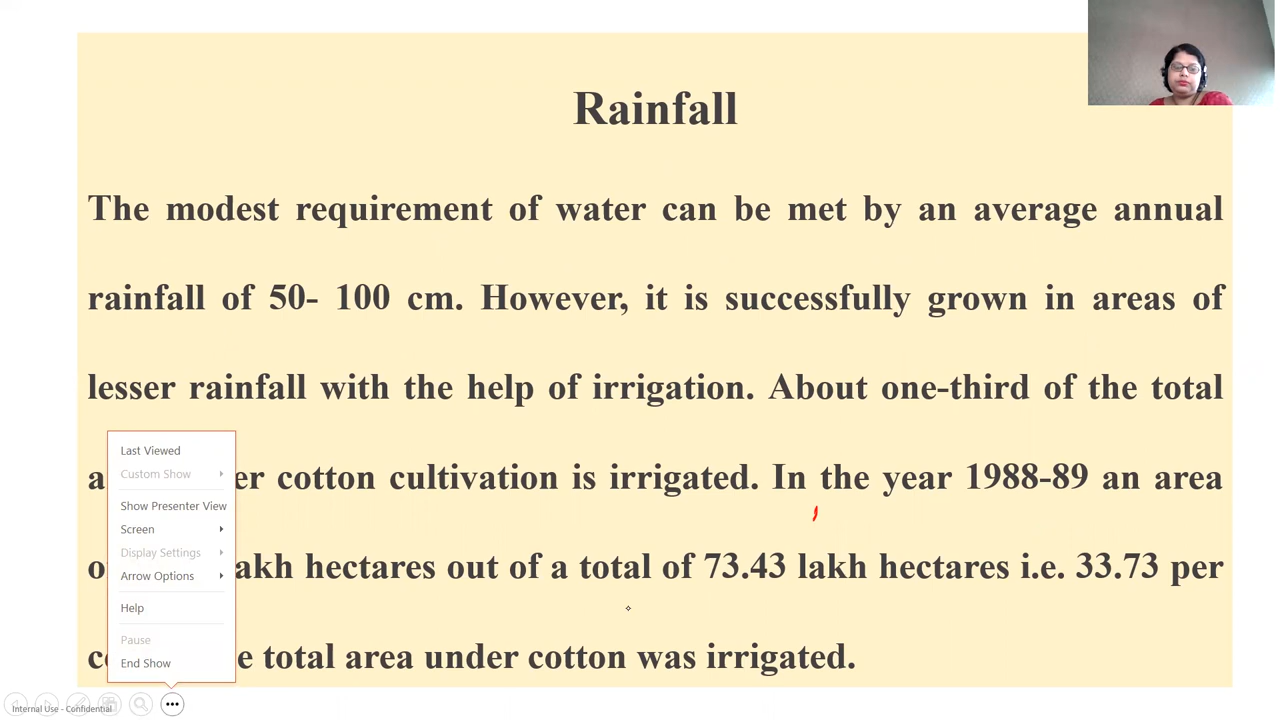 Rainfall
The modest requirement of water can be met by an average annual
rainfall of 50- 100 cm. However, it is successfully grown in areas of
lesser rainfall with the help of irrigation. About one-third of the total
cotton cultivation is irrigated. In the year 1988-89 an area
hectares out of a total of 73.43 lakh hectares i.e. 33.73 per
total area under cotton was irrigated.
Last Viewed
Custom Show
Show Presenter View
Screen
Display Settings
Arrow Options
Help
Pause
End Show
Internal Use - Confidential